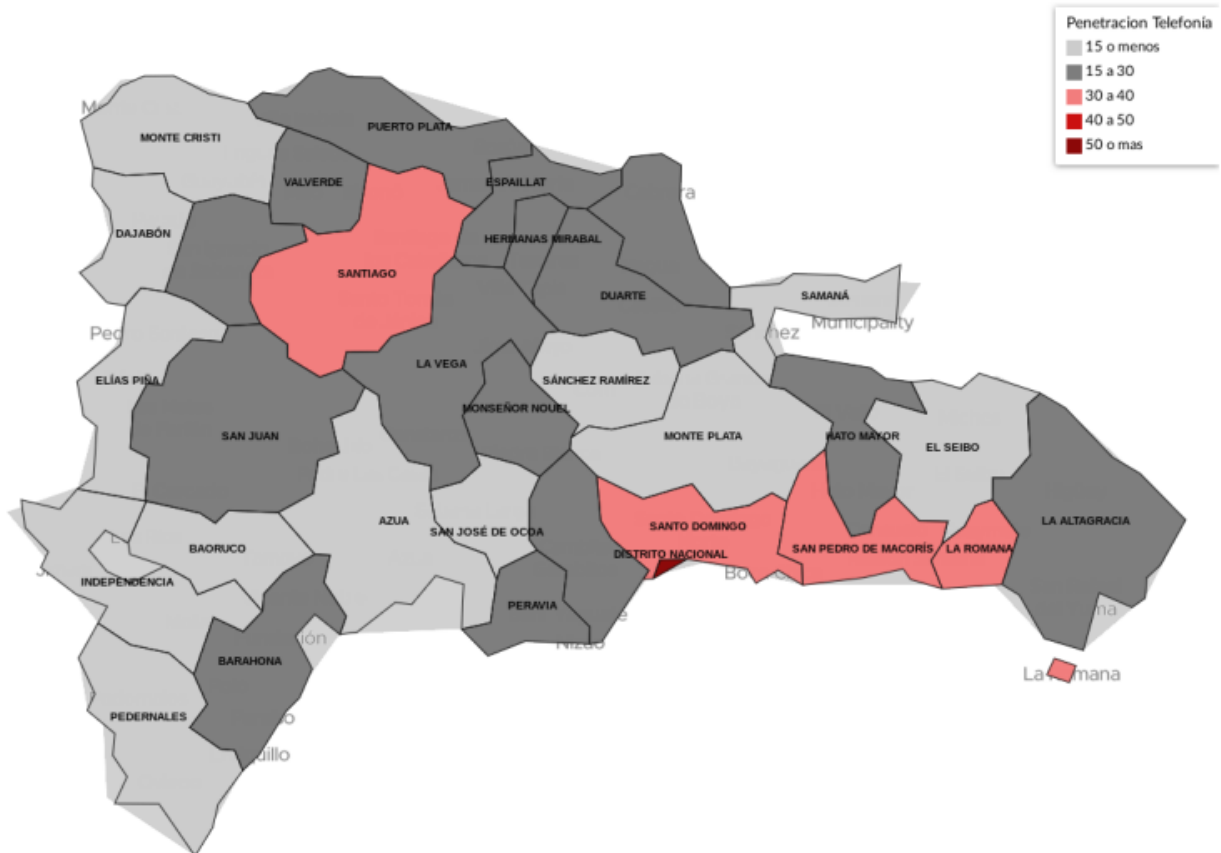 Penetracion Telefonía
15 o menos
15 a 30
30 a 40
40 a 50
50 o mas
PUERTO PLATA
MONTE CRISTI
VALVERDE
ESPAILLAT
DAJABÓN
HERMANAS MIRABAL
SANTIAGO
DUARTE
SAMANÁ
Municipality
LA VEGA
ELÍAS PIÑA
SÁNCHEZ RAMÍREZ
MONSEÑOR NOUEL
SAN JUAN
MONTE PLATA
HATO MAYOR
EL SEIBO
AZUA
SAN JOSÉ DE OCOA
SANTO DOMINGO
LA ALTAGRACIA
BAORUCO
DISTRITO NACIONAL
SAN PEDRO DE MACORÍS
LA ROMANA
INDEPENDENCIA
PERAVIA
Nizao
BARAHONA
La Romana
PEDERNALES